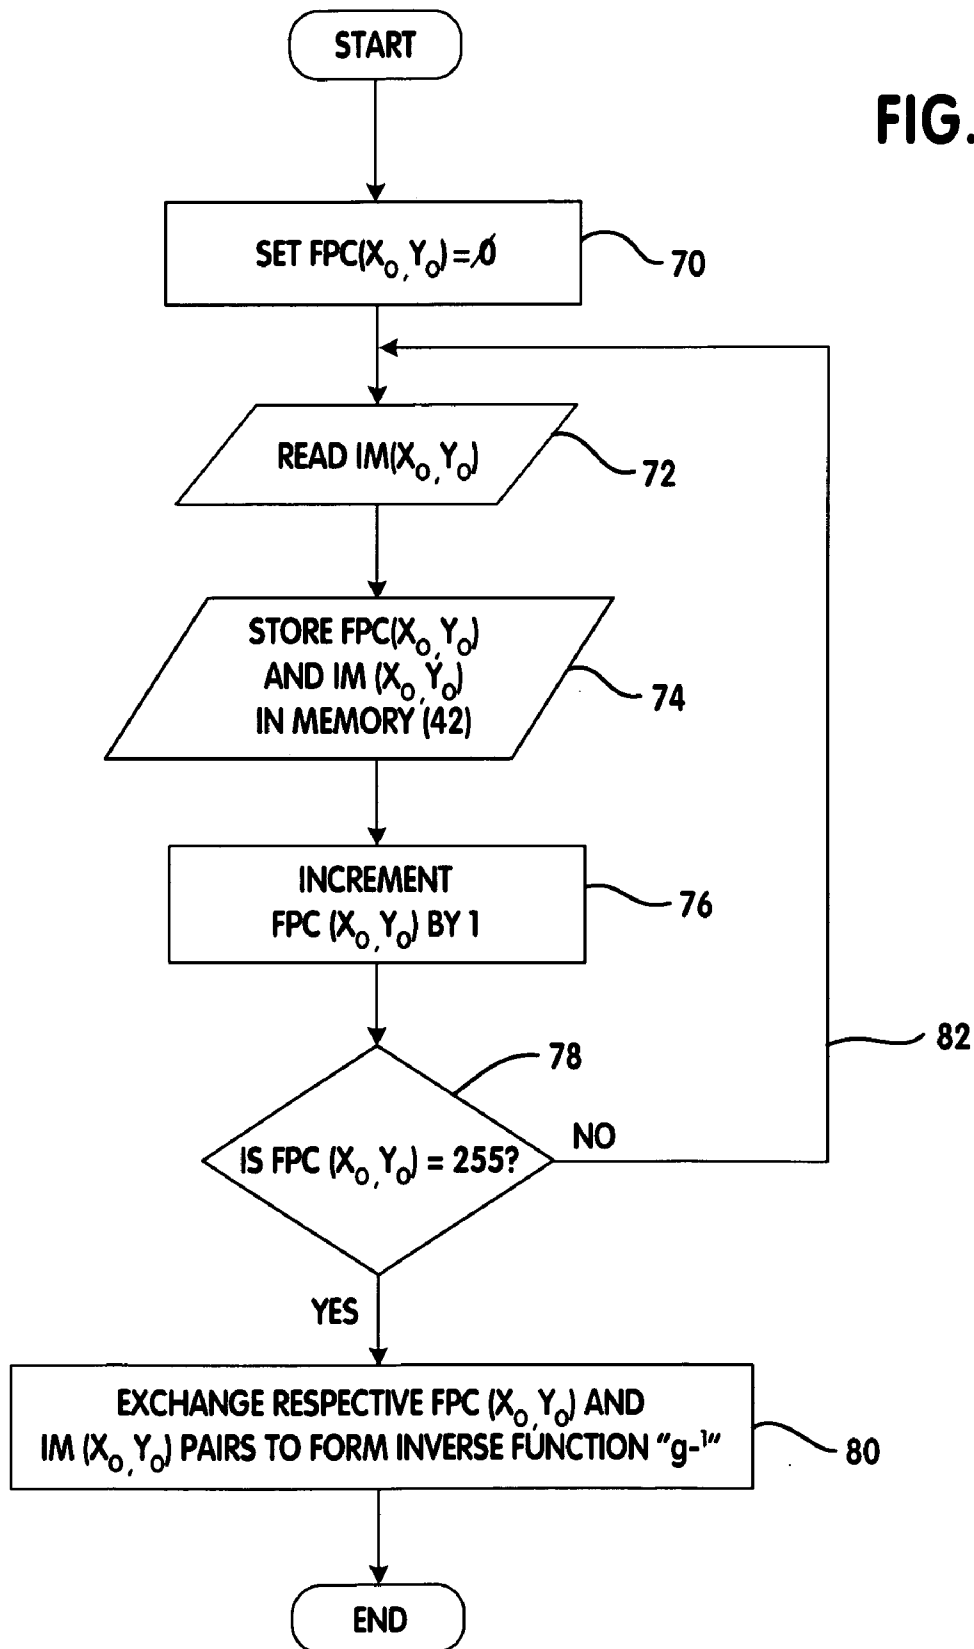 START
FIG.
SET FPC(X₀, Y₀) = Ø
70
READ IM(X₀, Y₀)
72
STORE FPC(X₀, Y₀)
AND IM (X₀, Y₀)
IN MEMORY (42)
74
INCREMENT
FPC (X₀, Y₀) BY 1
76
78
82
IS FPC (X₀, Y₀) = 255?
NO
YES
EXCHANGE RESPECTIVE FPC (X₀, Y₀) AND
IM (X₀, Y₀) PAIRS TO FORM INVERSE FUNCTION "g-¹"
80
END